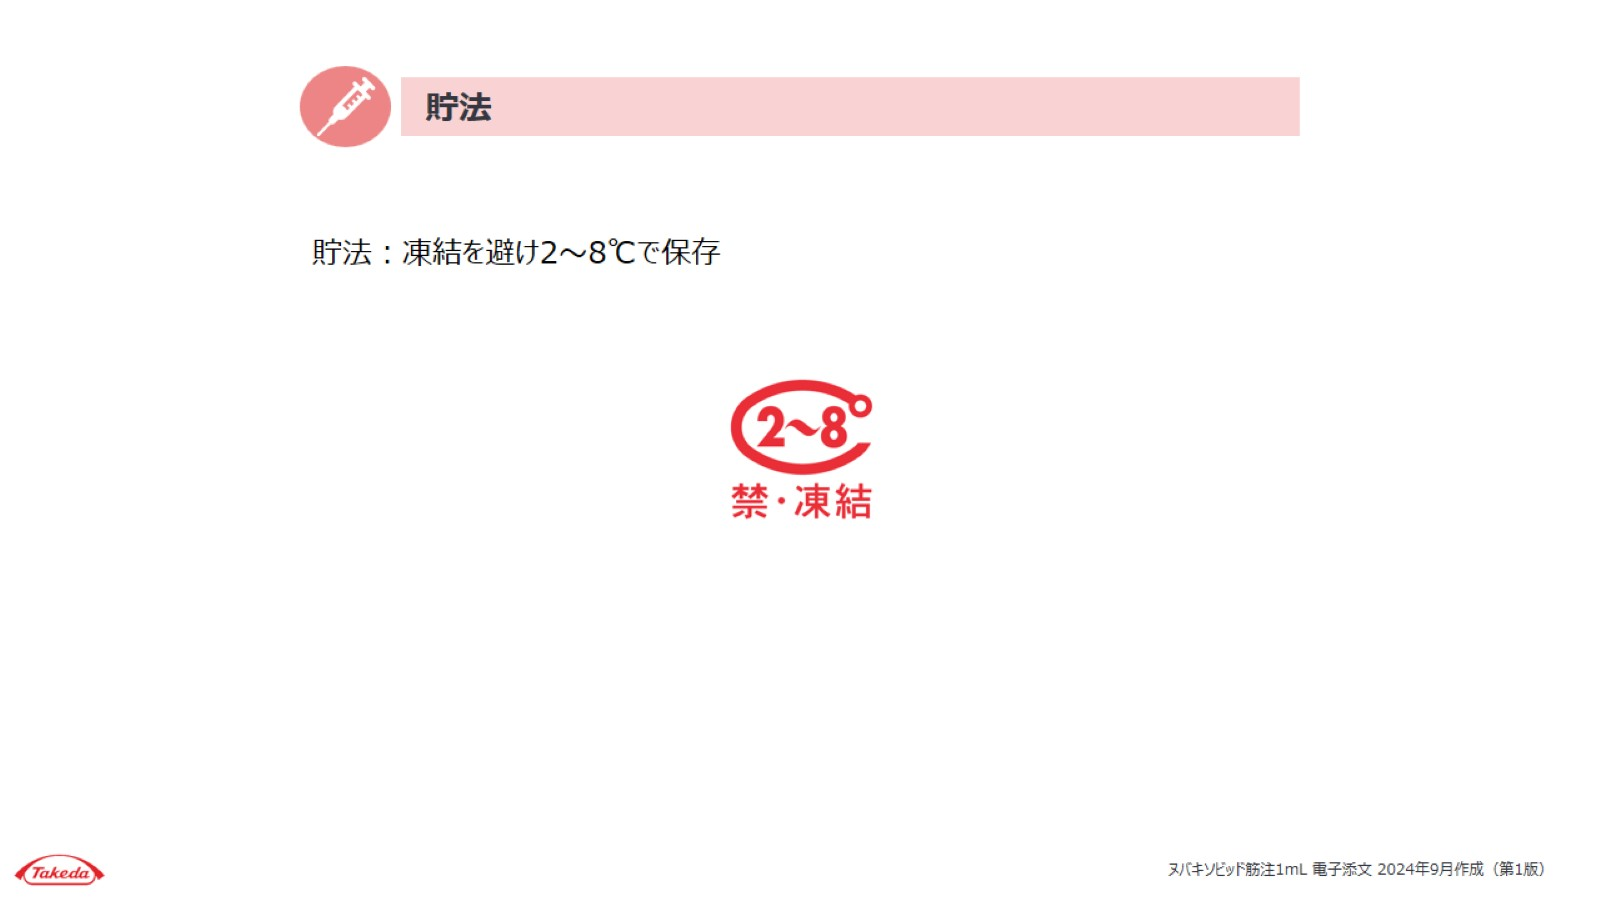 貯法
貯法：凍結を避け2～8℃で保存
2～8℃
禁・凍結
Takeda
ヌバキソビッド筋注1mL 電子添文 2024年9月作成（第1版）